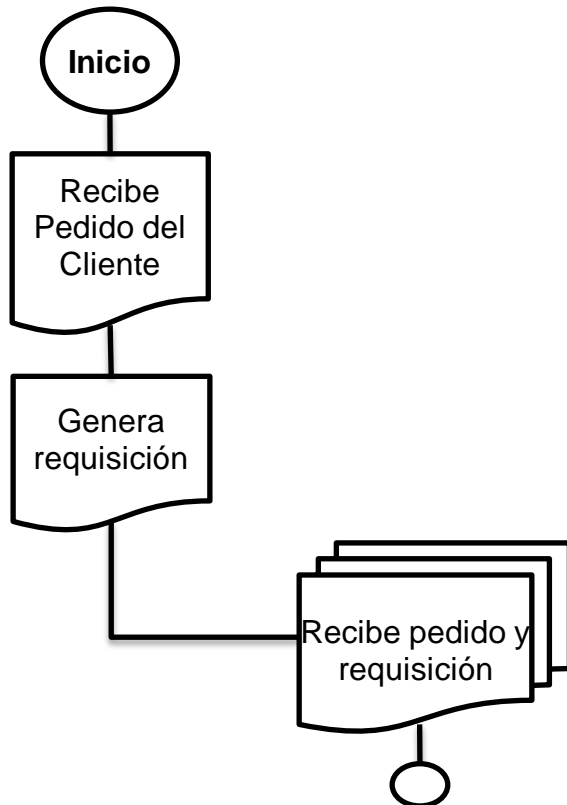 Inicio
Recibe
Pedido del
Cliente
Genera
requisición
Recibe pedido y
requisición